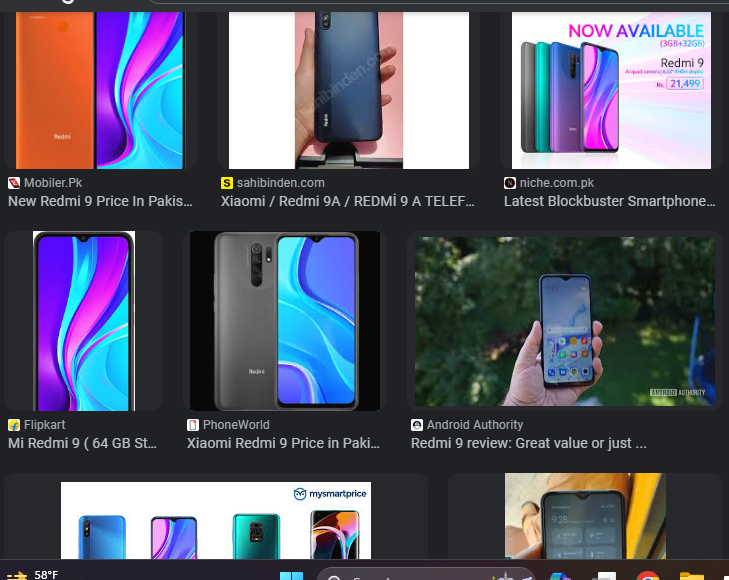 NOW AVAILABLE
(3GB+32GB)
Redmi 9
Rs. 21,499
Redmi
sahibinden.com
Redmi
Mobiler.Pk
sahibinden.com
niche.com.pk
New Redmi 9 Price In Pakis...
Xiaomi / Redmi 9A / REDMİ 9 A TELEF...
Latest Blockbuster Smartphone...
Redmi
ANDROID AUTHORITY
Flipkart
PhoneWorld
Android Authority
Mi Redmi 9 ( 64 GB St...
Xiaomi Redmi 9 Price in Paki...
Redmi 9 review: Great value or just ...
mysmartprice
9:28
58°F